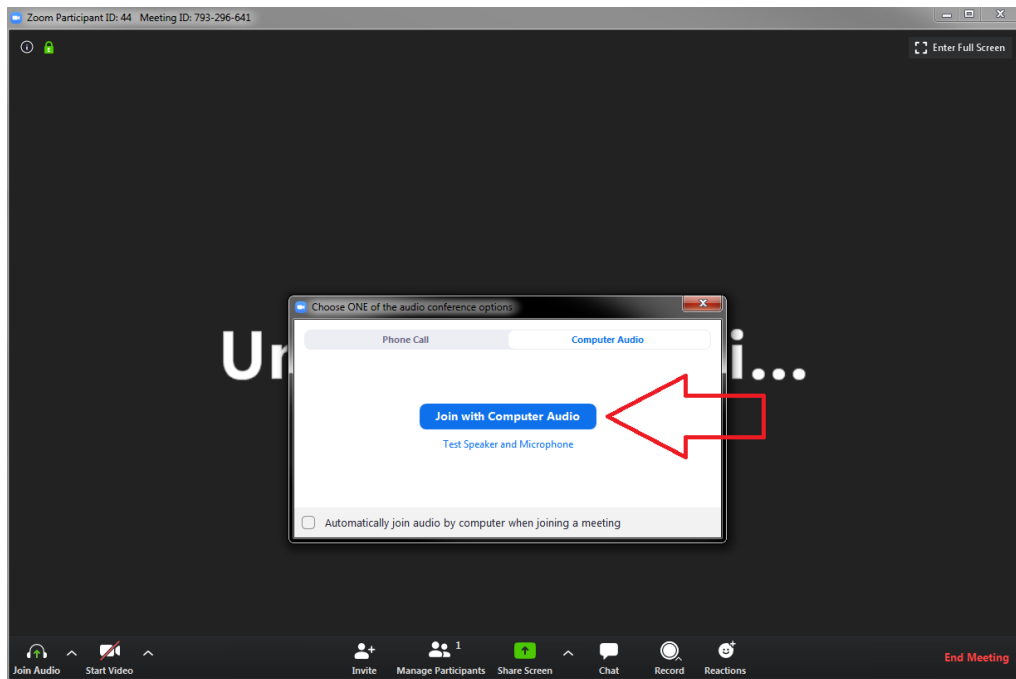 Zoom Participant ID: 44 Meeting ID: 793-296-641
Enter Full Screen
Choose ONE of the audio conference options
Phone Call
Computer Audio
Join with Computer Audio
Test Speaker and Microphone
Automatically join audio by computer when joining a meeting
Join Audio
Start Video
Invite
1
Manage Participants
Share Screen
Chat
Record
Reactions
End Meeting